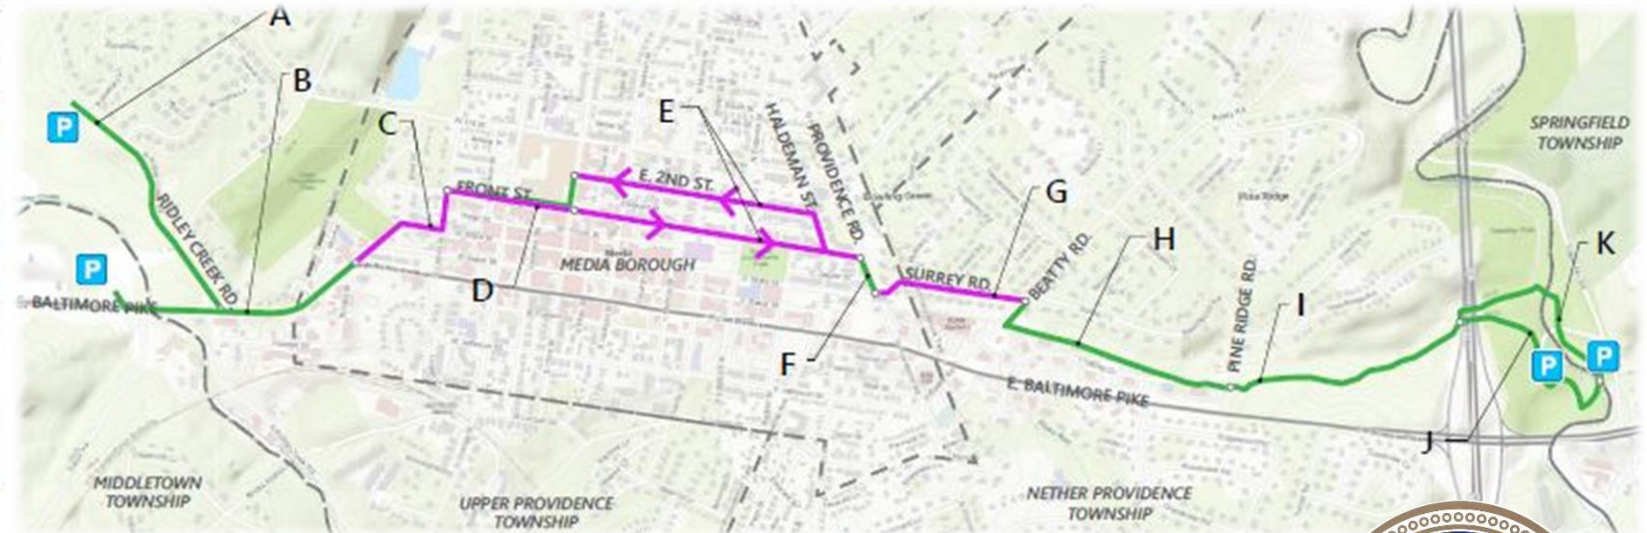 A
B
P
C
E
HALDEMAN ST.
PROVIDENCE RD.
SPRINGFIELD
TOWNSHIP
E. 2ND ST.
FRONT ST.
RIDLEY CREEK RD.
G
H
K
BEATTY RD.
SURREY RD.
P
MEDIA BOROUGH
D
BALTIMORE PIKE
PINE RIDGE RD.
I
F
P
P
E. BALTIMORE PIKE
J
MIDDLETOWN
TOWNSHIP
UPPER PROVIDENCE
TOWNSHIP
NETHER PROVIDENCE
TOWNSHIP